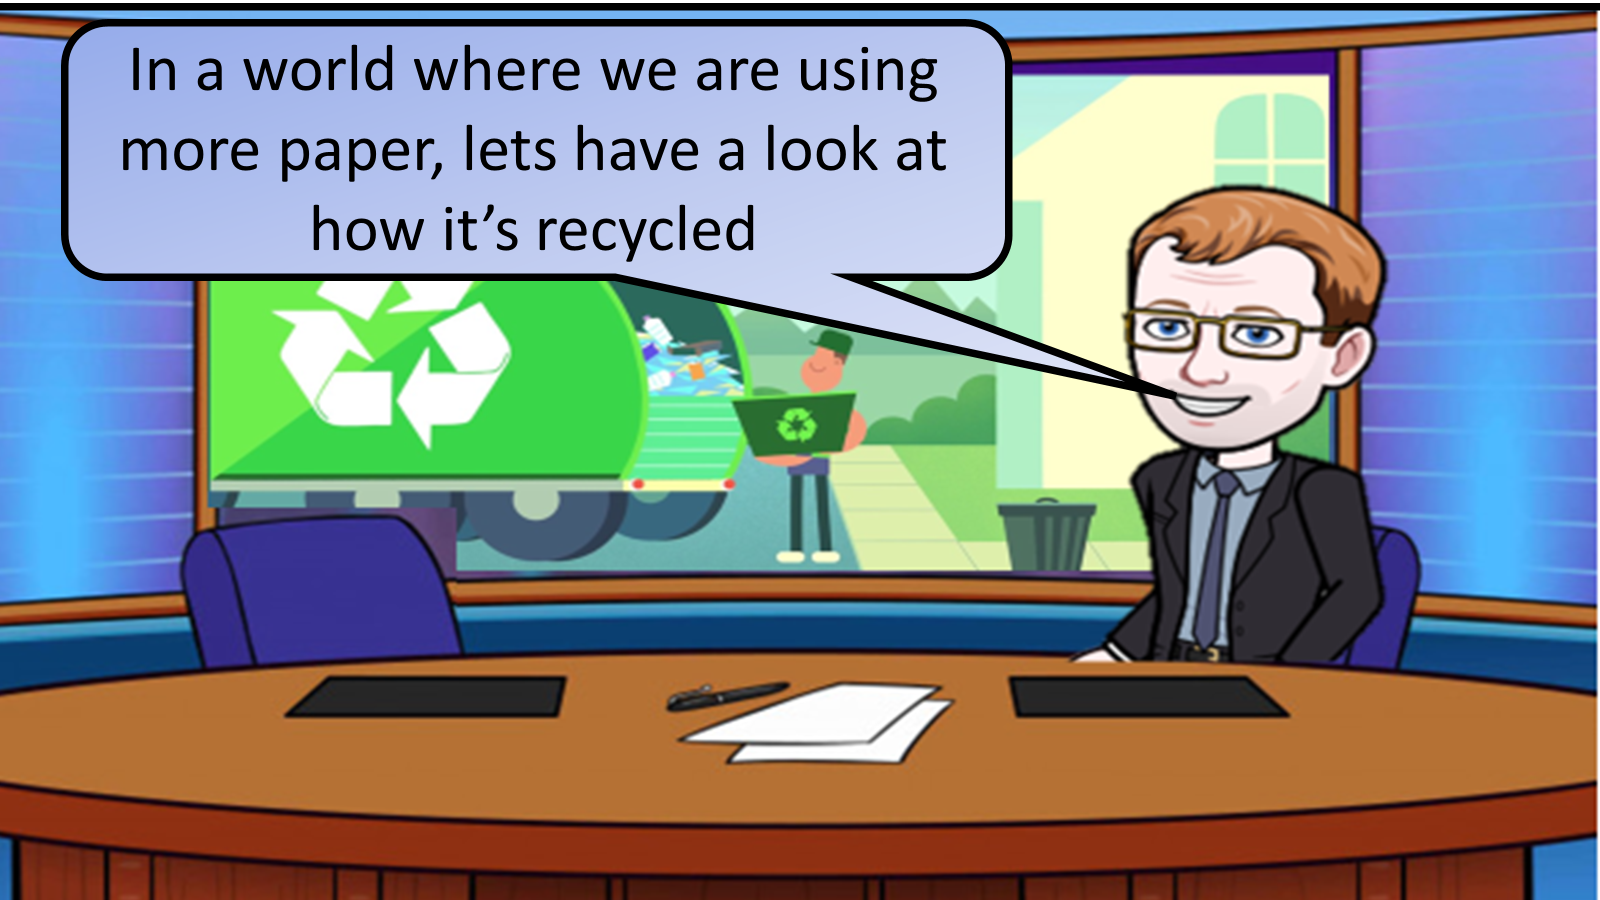 In a world where we are using
more paper, lets have a look at
how it’s recycled